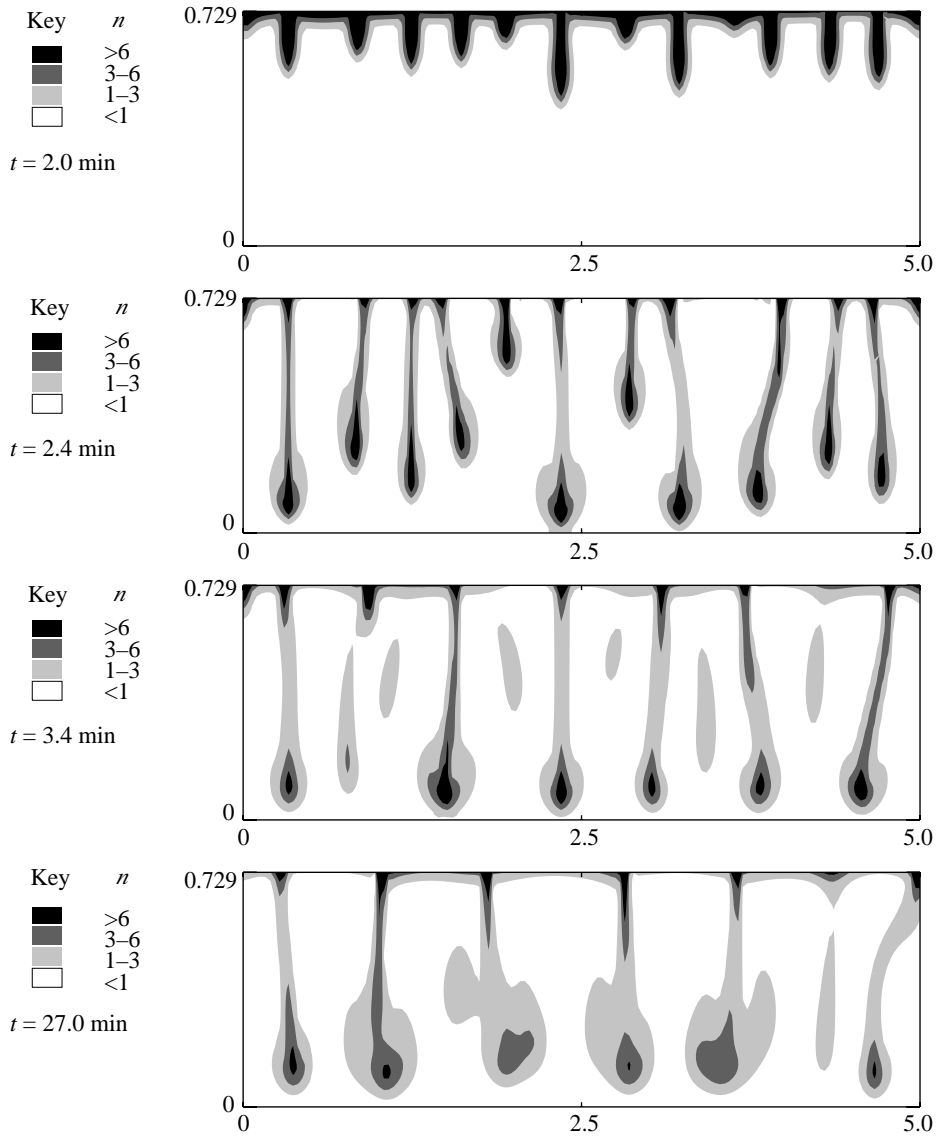 Key n 0.729
>6
3–6
1–3
<1
t = 2.0 min
0
0 2.5 5.0
Key n 0.729
>6
3–6
1–3
<1
t = 2.4 min
0
0 2.5 5.0
Key n 0.729
>6
3–6
1–3
<1
t = 3.4 min
0
0 2.5 5.0
Key n 0.729
>6
3–6
1–3
<1
t = 27.0 min
0
0 2.5 5.0